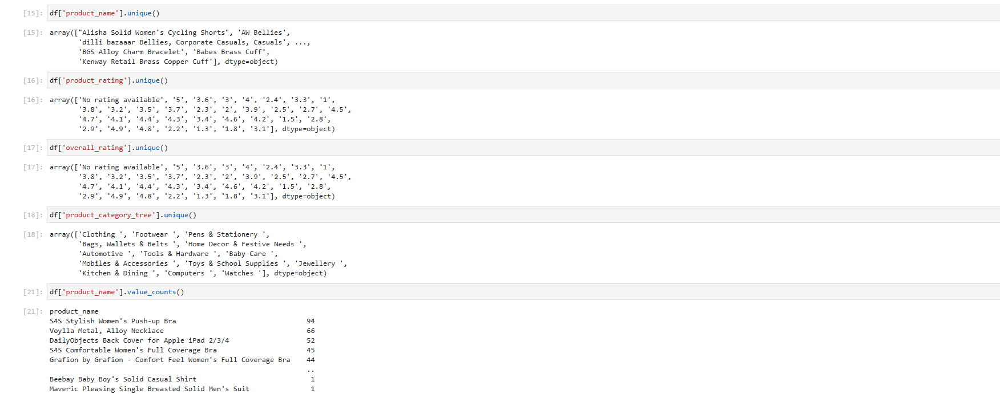 [15]: df['product_name'].unique()
[15]: array(["Alisha Solid Women's Cycling Shorts", 'AW Bellies',
'dilli bazaaar Bellies, Corporate Casuals, Casuals', ...,
'BGS Alloy Charm Bracelet', 'Babes Brass Cuff',
'Kenway Retail Brass Copper Cuff'], dtype=object)
[16]: df['product_rating'].unique()
[16]: array(['No rating available', '5', '3.6', '3', '4', '2.4', '3.3', '1',
'3.8', '3.2', '3.5', '3.7', '2.3', '2', '3.9', '2.5', '2.7', '4.5',
'4.7', '4.1', '4.4', '4.3', '3.4', '4.6', '4.2', '1.5', '2.8',
'2.9', '4.9', '4.8', '2.2', '1.3', '1.8', '3.1'], dtype=object)
[17]: df['overall_rating'].unique()
[17]: array(['No rating available', '5', '3.6', '3', '4', '2.4', '3.3', '1',
'3.8', '3.2', '3.5', '3.7', '2.3', '2', '3.9', '2.5', '2.7', '4.5',
'4.7', '4.1', '4.4', '4.3', '3.4', '4.6', '4.2', '1.5', '2.8',
'2.9', '4.9', '4.8', '2.2', '1.3', '1.8', '3.1'], dtype=object)
[18]: df['product_category_tree'].unique()
[18]: array(['Clothing ', 'Footwear ', 'Pens & Stationery ',
'Bags, Wallets & Belts ', 'Home Decor & Festive Needs ',
'Automotive ', 'Tools & Hardware ', 'Baby Care ',
'Mobiles & Accessories ', 'Toys & School Supplies ', 'Jewellery ',
'Kitchen & Dining ', 'Computers ', 'Watches '], dtype=object)
[21]: df['product_name'].value_counts()
[21]: product_name
S4S Stylish Women's Push-up Bra 94
Voylla Metal, Alloy Necklace 66
DailyObjects Back Cover for Apple iPad 2/3/4 52
S4S Comfortable Women's Full Coverage Bra 45
Grafion by Grafion - Comfort Feel Women's Full Coverage Bra 44
..
Beebay Baby Boy's Solid Casual Shirt 1
Maveric Pleasing Single Breasted Solid Men's Suit 1